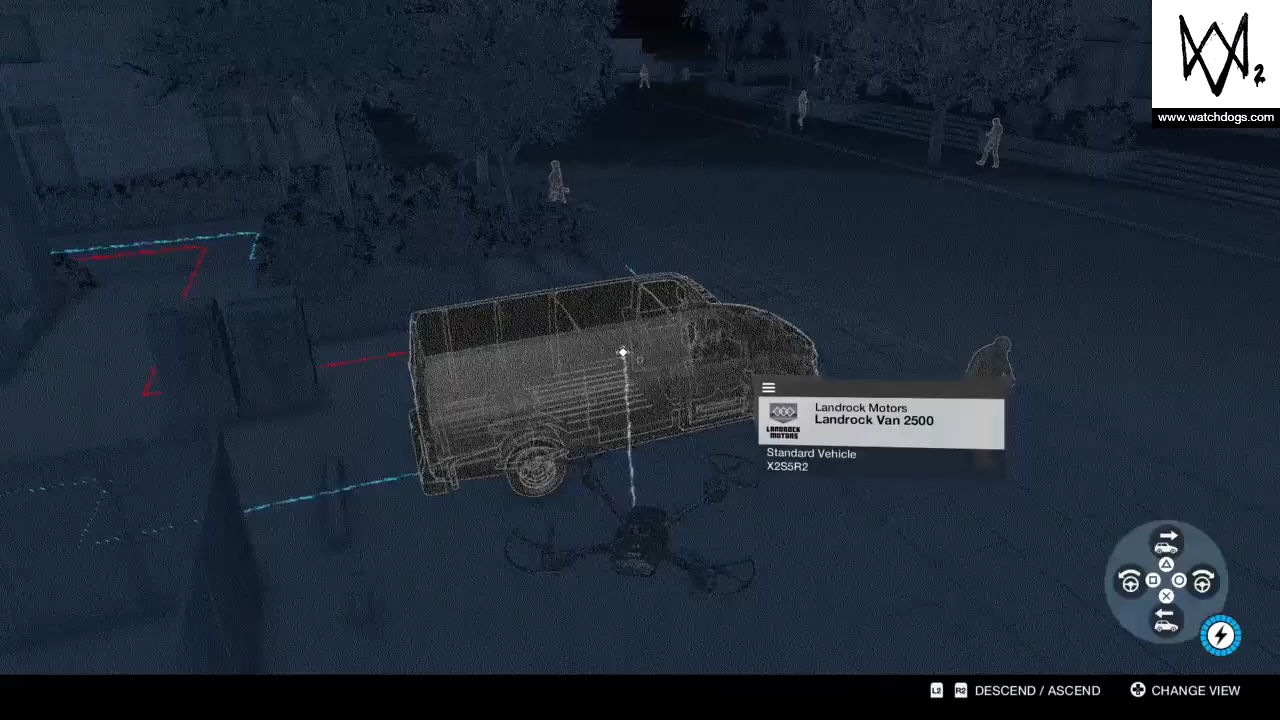 2
www.watchdogs.com
Landrock Motors
Landrock Van 2500
LANDROCK
MOTORS
Standard Vehicle
X2S5R2
L2 R2 DESCEND / ASCEND
CHANGE VIEW